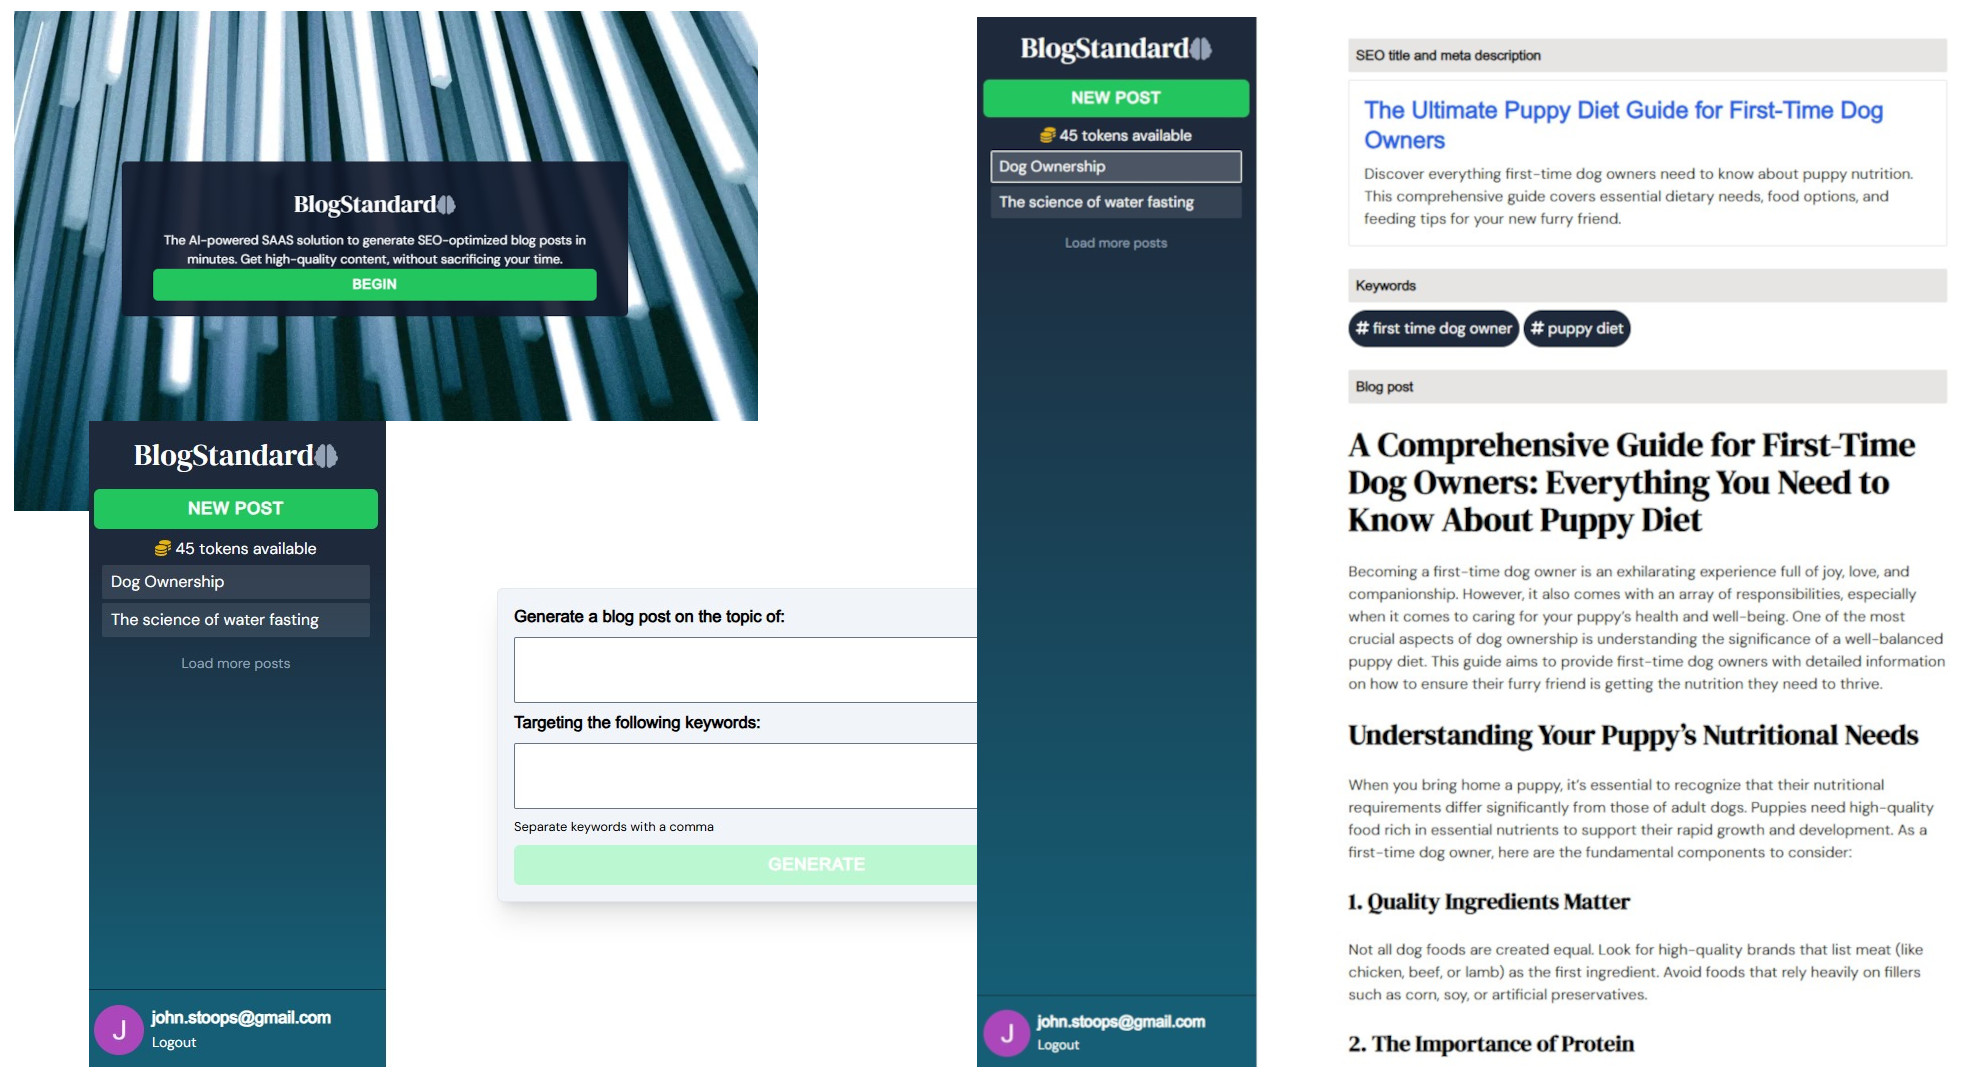 BlogStandard
The AI-powered SAAS solution to generate SEO-optimized blog posts in
minutes. Get high-quality content, without sacrificing your time.
BEGIN
BlogStandard
NEW POST
45 tokens available
Dog Ownership
The science of water fasting
Load more posts
J
john.stoops@gmail.com
Logout
Generate a blog post on the topic of:
Targeting the following keywords:
Separate keywords with a comma
GENERATE
BlogStandard
NEW POST
45 tokens available
Dog Ownership
The science of water fasting
Load more posts
J
john.stoops@gmail.com
Logout
SEO title and meta description
The Ultimate Puppy Diet Guide for First-Time Dog
Owners
Discover everything first-time dog owners need to know about puppy nutrition.
This comprehensive guide covers essential dietary needs, food options, and
feeding tips for your new furry friend.
Keywords
# first time dog owner # puppy diet
Blog post
A Comprehensive Guide for First-Time
Dog Owners: Everything You Need to
Know About Puppy Diet
Becoming a first-time dog owner is an exhilarating experience full of joy, love, and
companionship. However, it also comes with an array of responsibilities, especially
when it comes to caring for your puppy's health and well-being. One of the most
crucial aspects of dog ownership is understanding the significance of a well-balanced
puppy diet. This guide aims to provide first-time dog owners with detailed information
on how to ensure their furry friend is getting the nutrition they need to thrive.
Understanding Your Puppy's Nutritional Needs
When you bring home a puppy, it's essential to recognize that their nutritional
requirements differ significantly from those of adult dogs. Puppies need high-quality
food rich in essential nutrients to support their rapid growth and development. As a
first-time dog owner, here are the fundamental components to consider:
1. Quality Ingredients Matter
Not all dog foods are created equal. Look for high-quality brands that list meat (like
chicken, beef, or lamb) as the first ingredient. Avoid foods that rely heavily on fillers
such as corn, soy, or artificial preservatives.
2. The Importance of Protein